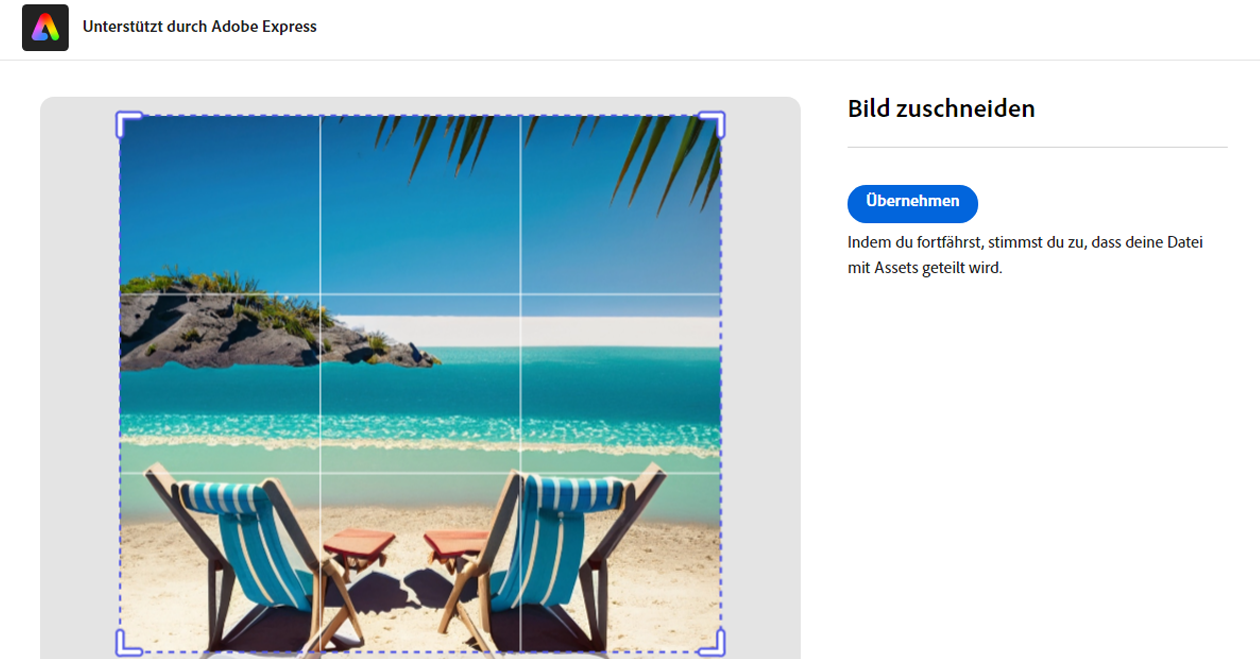 Unterstützt durch Adobe Express
Bild zuschneiden
Übernehmen
Indem du fortfährst, stimmst du zu, dass deine Datei
mit Assets geteilt wird.